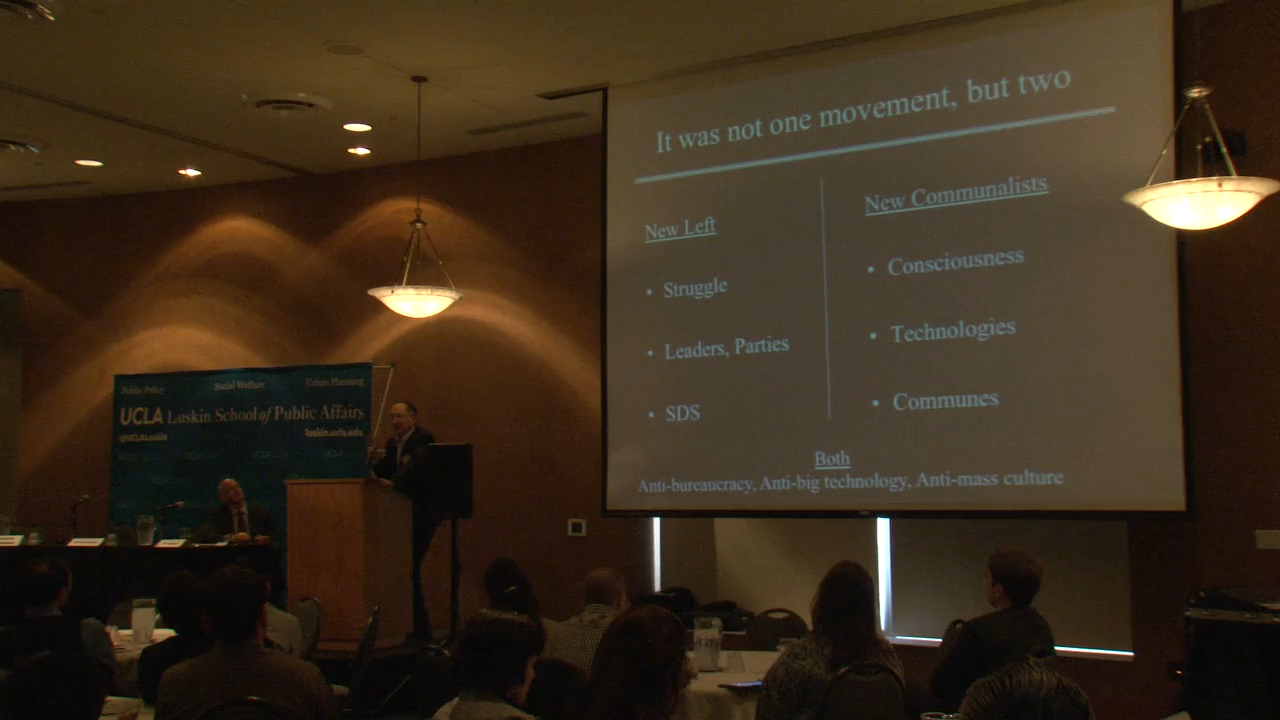 It was not one movement, but two
New Left
• Struggle
• Leaders, Parties
• SDS
New Communalists
• Consciousness
• Technologies
• Communes
Both
Anti-bureaucracy, Anti-big technology, Anti-mass culture
Public Policy Social Welfare Urban Planning
UCLA Luskin School of Public Affairs
@UCLALuskin luskin.ucla.edu